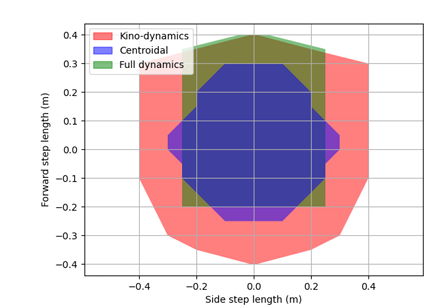 Kino-dynamics
Centroidal
Full dynamics
0.4
0.3
0.2
0.1
0.0
−0.1
−0.2
−0.3
−0.4
Forward step length (m)
−0.4
−0.2
0.0
0.2
0.4
Side step length (m)